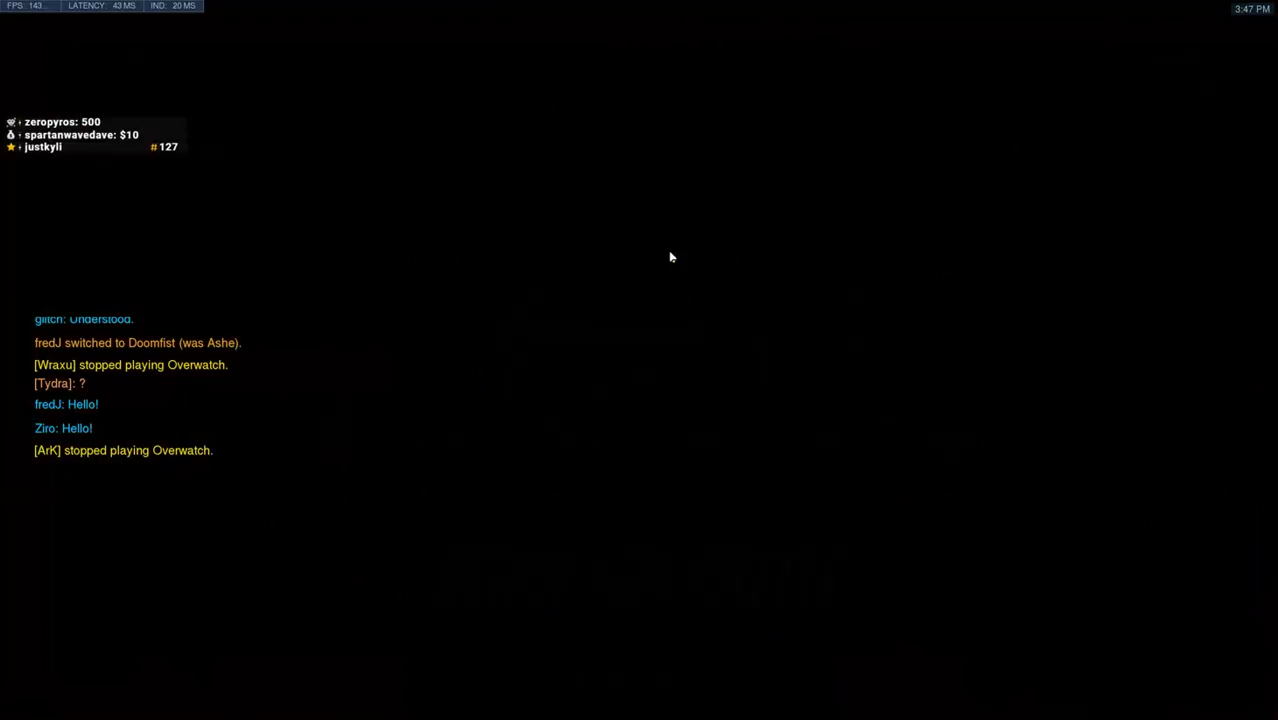 FPS: 143... LATENCY: 43 MS IND: 20 MS
3:47 PM
zeropyros: 500
spartanwavedave: $10
justkyli #127
glitch: Understood.
fredJ switched to Doomfist (was Ashe).
[Wraxu] stopped playing Overwatch.
[Tydra]: ?
fredJ: Hello!
Ziro: Hello!
[ArK] stopped playing Overwatch.